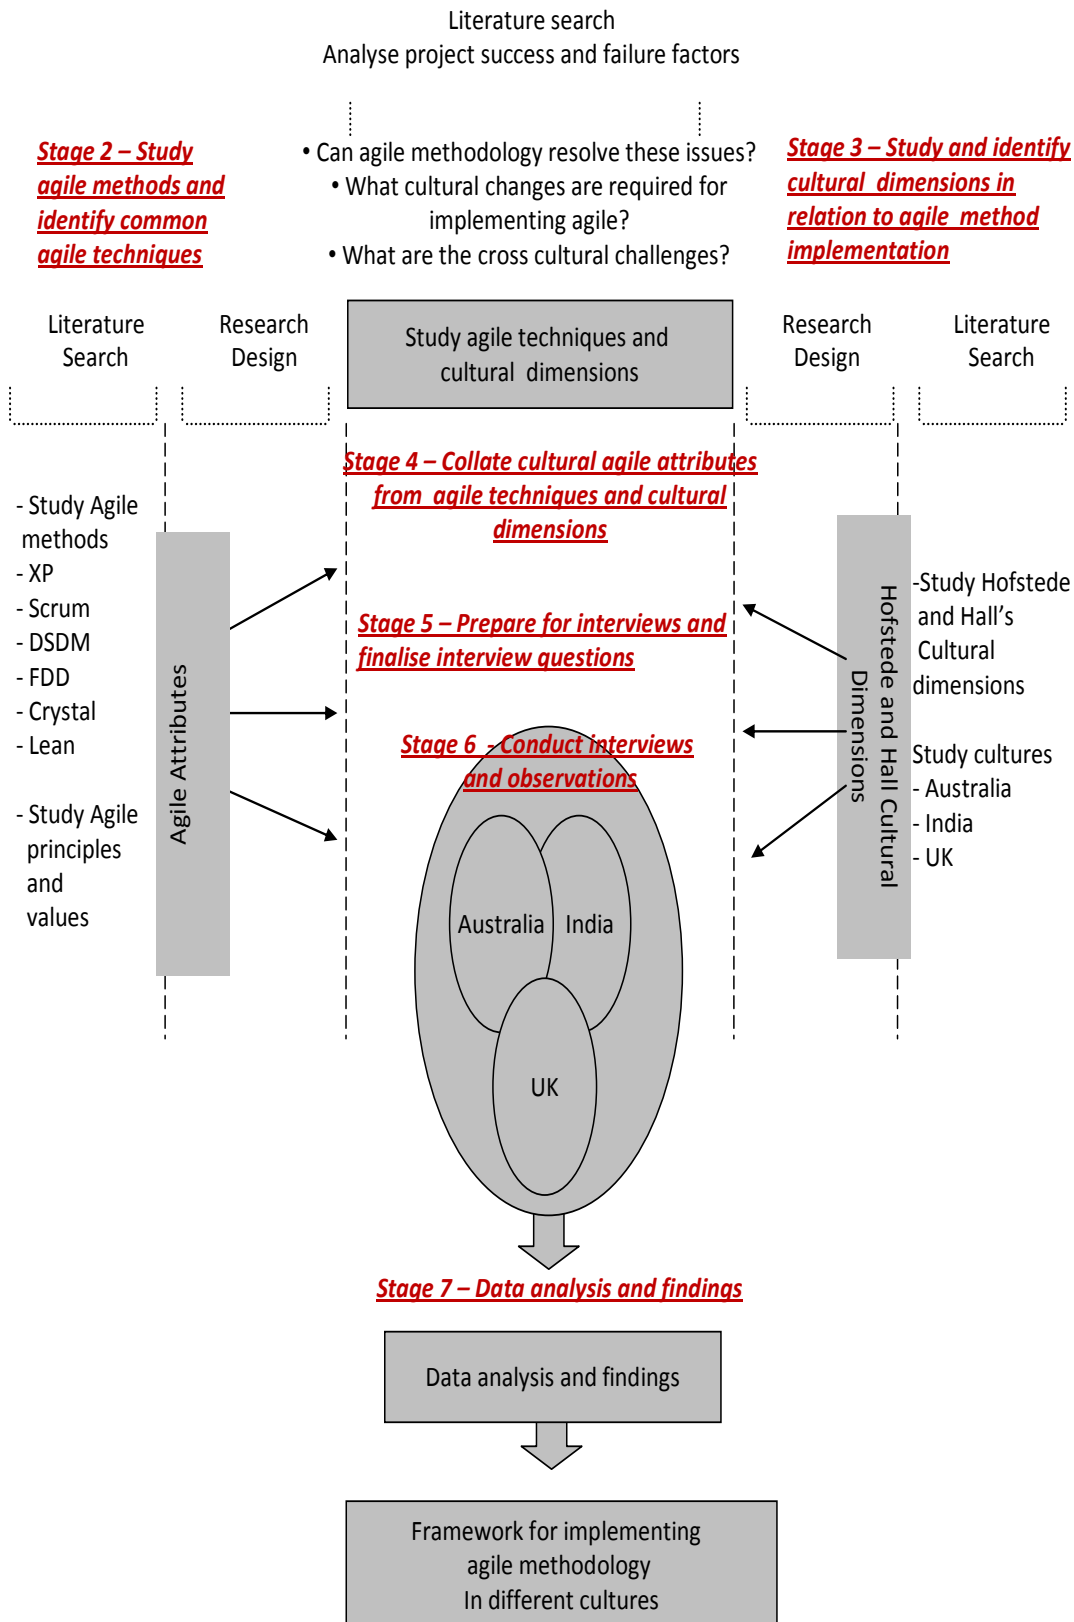 Literature search
Analyse project success and failure factors
Stage 2 – Study
agile methods and
identify common
agile techniques
• Can agile methodology resolve these issues?
• What cultural changes are required for
implementing agile?
• What are the cross cultural challenges?
Stage 3 – Study and identify
cultural dimensions in
relation to agile method
implementation
Literature
Search
Research
Design
Study agile techniques and
cultural dimensions
Research
Design
Literature
Search
Stage 4 – Collate cultural agile attributes
from agile techniques and cultural
dimensions
- Study Agile
methods
- XP
- Scrum
- DSDM
- FDD
- Crystal
- Lean
- Study Agile
principles
and
values
Agile Attributes
Stage 5 – Prepare for interviews and
finalise interview questions
Stage 6 - Conduct interviews
and observations
Australia
India
UK
Hofstede and Hall Cultural
Dimensions
-Study Hofstede
and Hall's
Cultural
dimensions
Study cultures
- Australia
- India
- UK
Stage 7 – Data analysis and findings
Data analysis and findings
Framework for implementing
agile methodology
In different cultures